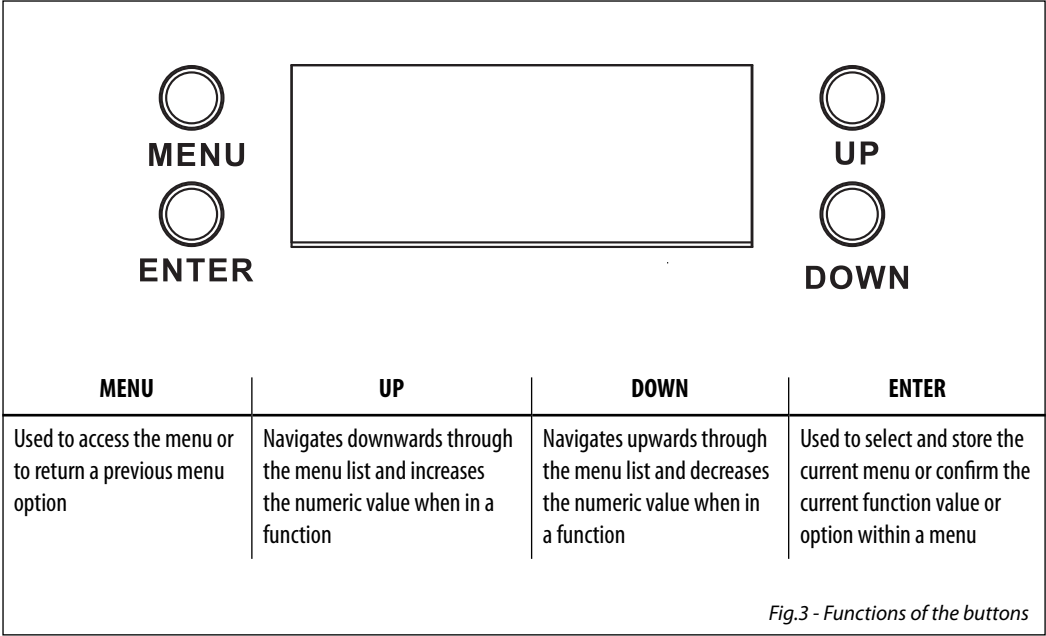 MENU
UP
ENTER
DOWN
MENU
UP
DOWN
ENTER
Used to access the menu or
to return a previous menu
option
Navigates downwards through
the menu list and increases
the numeric value when in a
function
Navigates upwards through
the menu list and decreases
the numeric value when in
a function
Used to select and store the
current menu or confirm the
current function value or
option within a menu
Fig.3 - Functions of the buttons